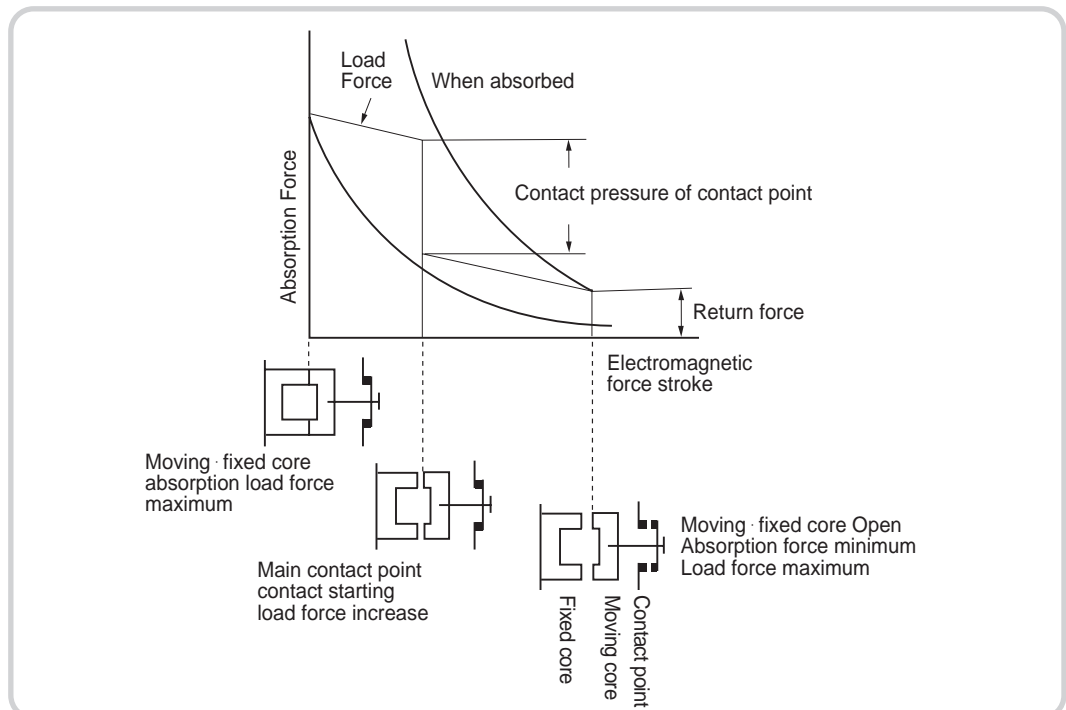 Load
Force
When absorbed
Absorption Force
Contact pressure of contact point
Return force
Electromagnetic
force stroke
Moving · fixed core
absorption load force
maximum
Main contact point
contact starting
load force increase
Moving · fixed core Open
Absorption force minimum
Load force maximum
Fixed core
Moving core
Contact point